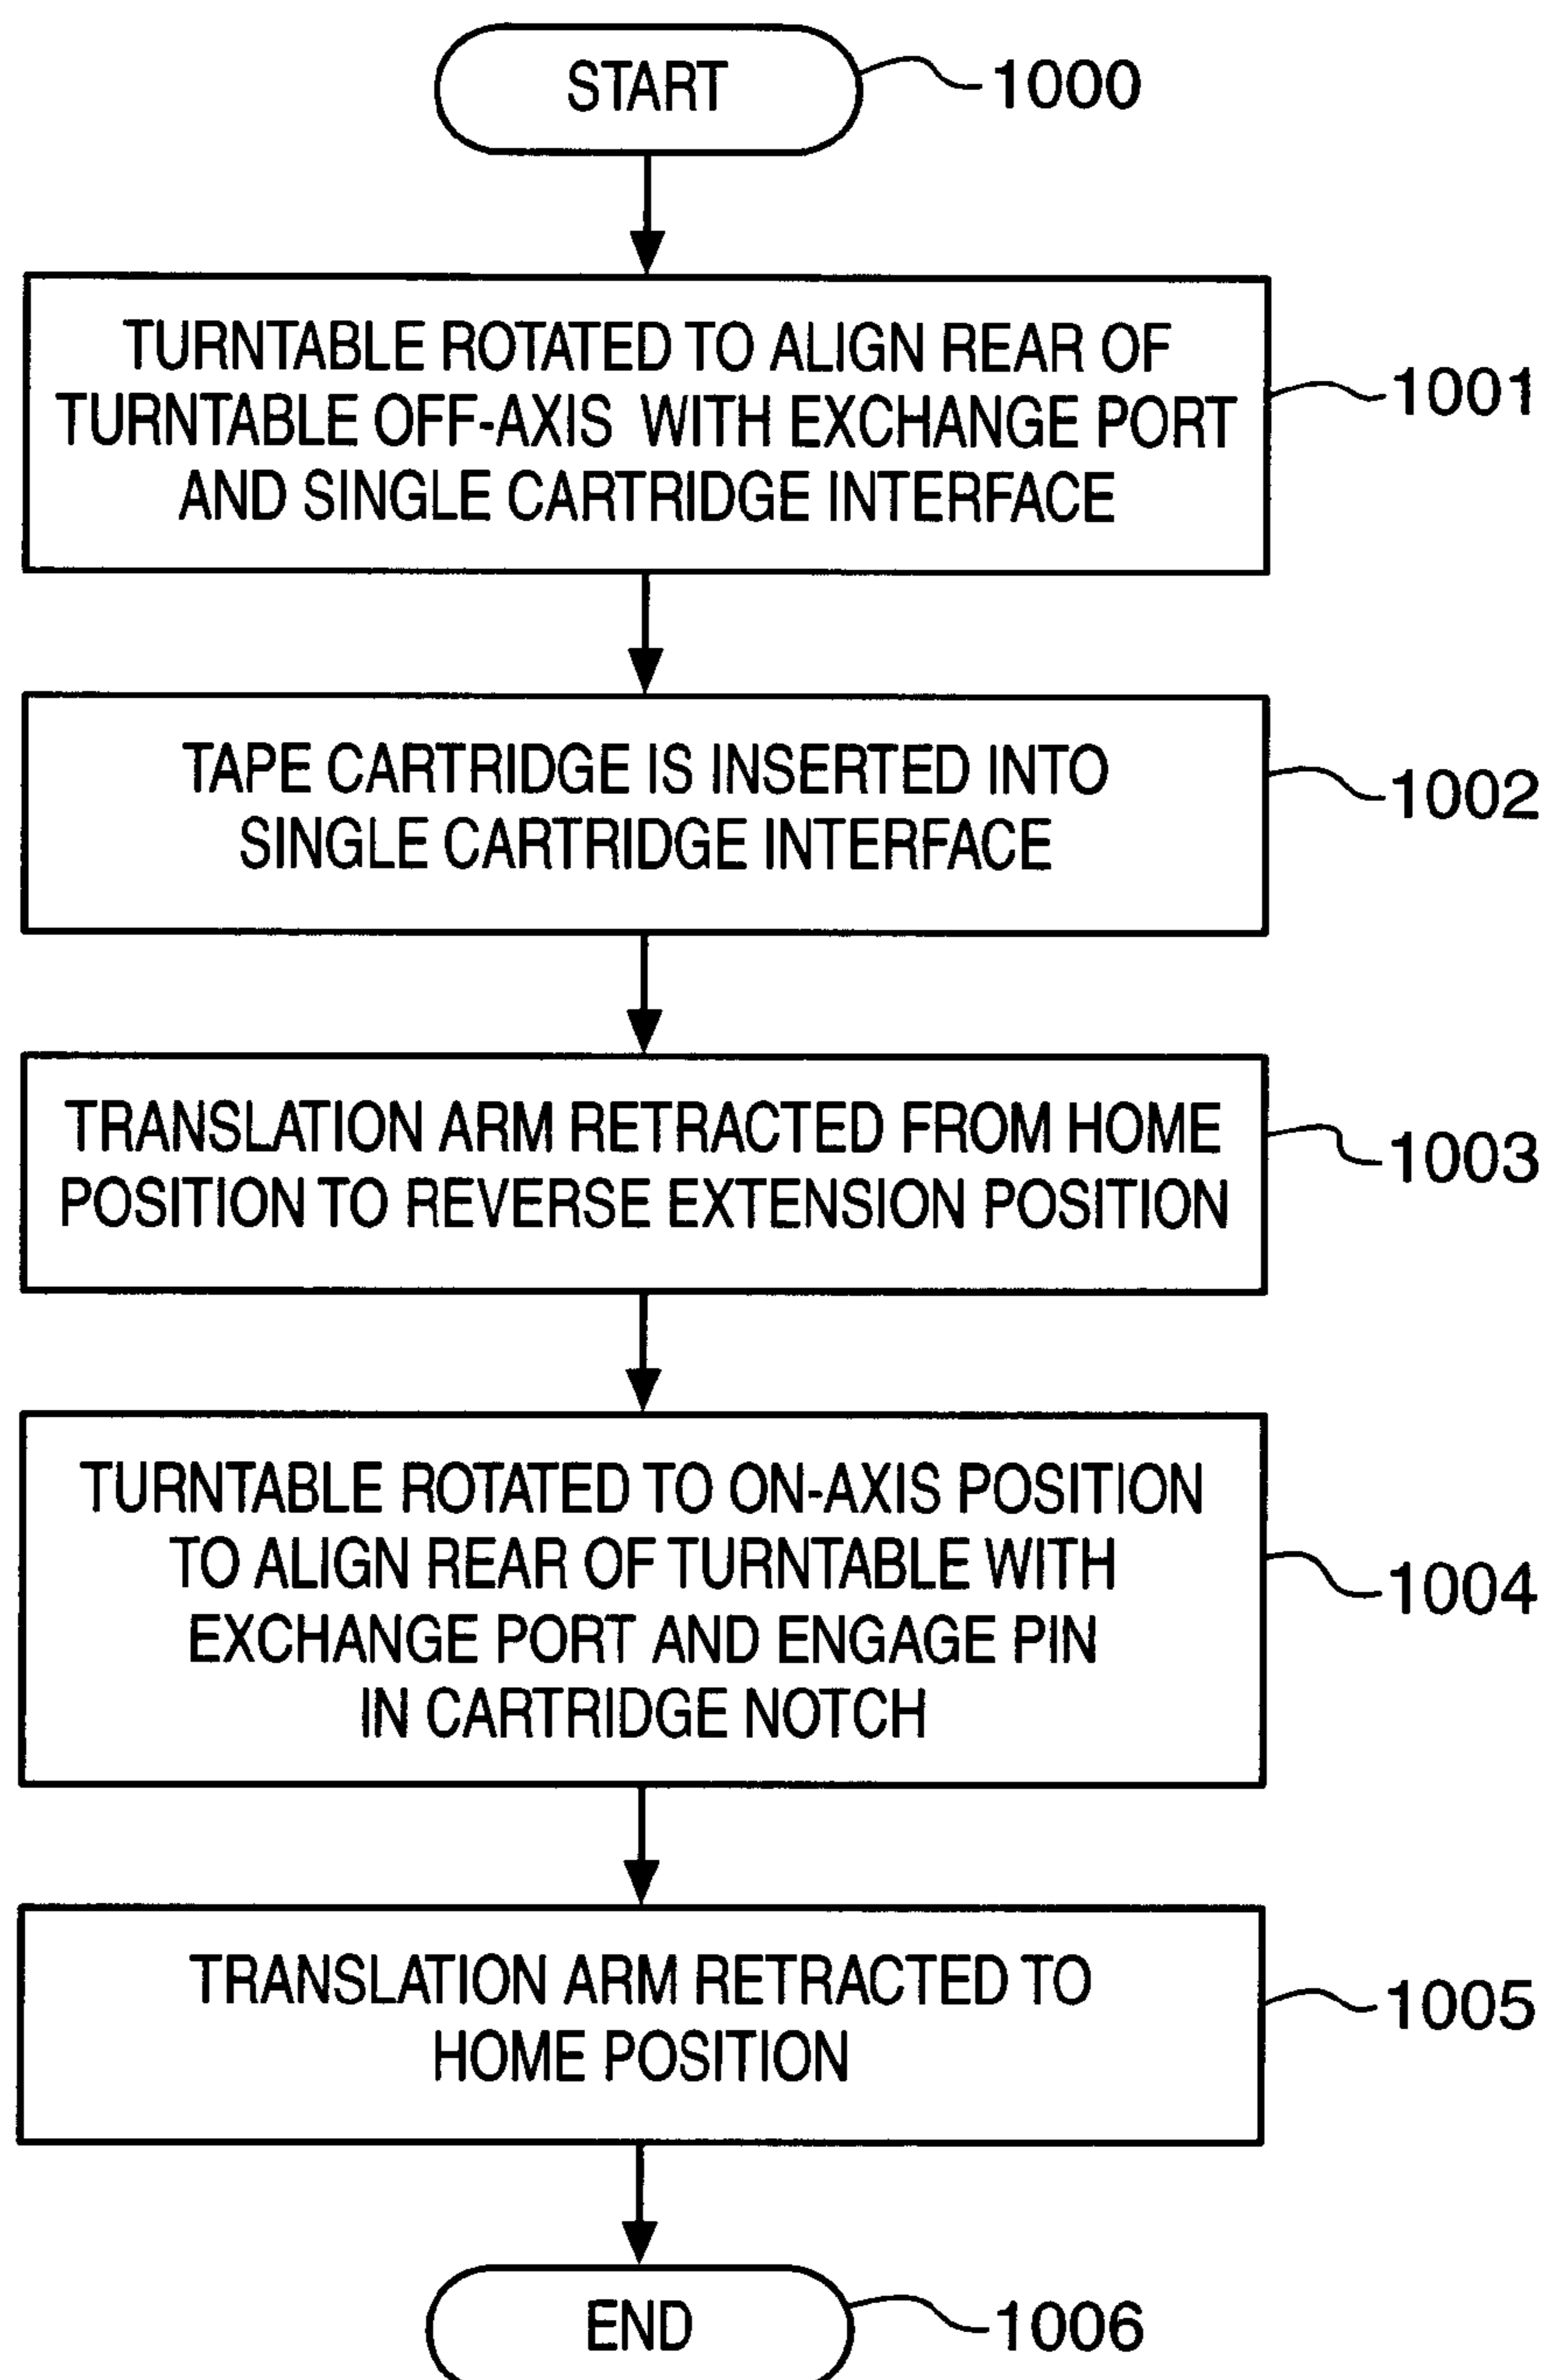 START
1000
TURNTABLE ROTATED TO ALIGN REAR OF
TURNTABLE OFF-AXIS WITH EXCHANGE PORT
AND SINGLE CARTRIDGE INTERFACE
1001
TAPE CARTRIDGE IS INSERTED INTO
SINGLE CARTRIDGE INTERFACE
1002
TRANSLATION ARM RETRACTED FROM HOME
POSITION TO REVERSE EXTENSION POSITION
1003
TURNTABLE ROTATED TO ON-AXIS POSITION
TO ALIGN REAR OF TURNTABLE WITH
EXCHANGE PORT AND ENGAGE PIN
IN CARTRIDGE NOTCH
1004
TRANSLATION ARM RETRACTED TO
HOME POSITION
1005
END
1006